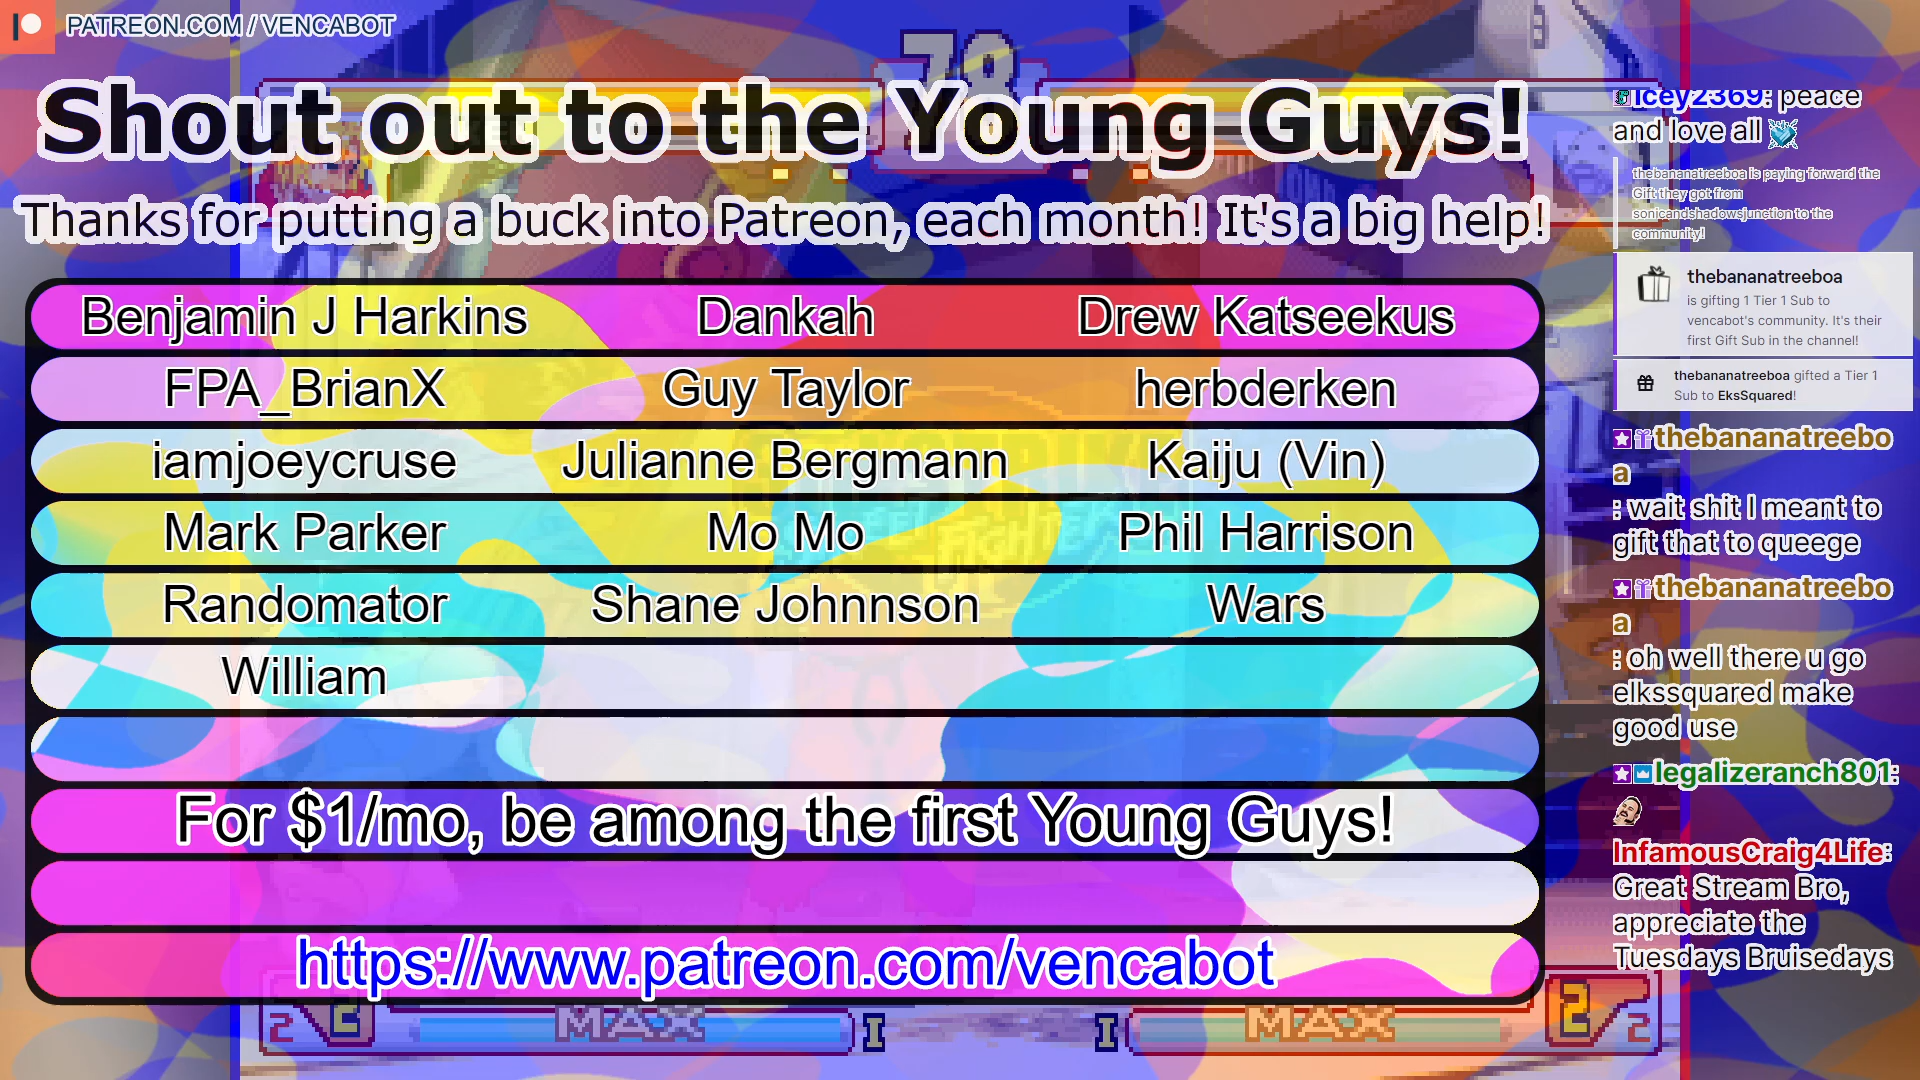 PATREON.COM / VENCABOT
78
Shout out to the Young Guys!
Thanks for putting a buck into Patreon, each month! It's a big help!
Benjamin J Harkins Dankah Drew Katseekus
FPA_BrianX Guy Taylor herbderken
iamjoeycruse Julianne Bergmann Kaiju (Vin)
Mark Parker Mo Mo Phil Harrison
Randomator Shane Johnnson Wars
William
For $1/mo, be among the first Young Guys!
https://www.patreon.com/vencabot
2 2 MAX I I MAX 2 2
Icey2369: peace
and love all
thebananatreeboa is paying forward the
Gift they got from
sonicandshadowsjunction to the
community!
thebananatreeboa
is gifting 1 Tier 1 Sub to
vencabot's community. It's their
first Gift Sub in the channel!
thebananatreeboa gifted a Tier 1
Sub to EksSquared!
thebananatreebo
a
: wait shit I meant to
gift that to queege
thebananatreebo
a
: oh well there u go
elkssquared make
good use
legalizeranch801:
InfamousCraig4Life:
Great Stream Bro,
appreciate the
Tuesdays Bruisedays